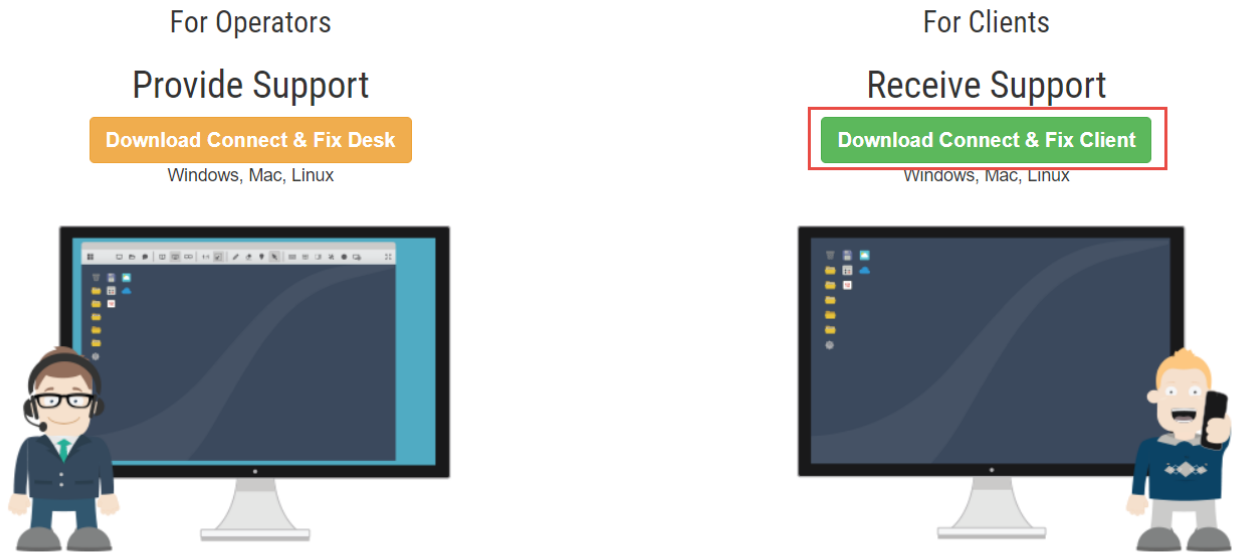 For Operators
Provide Support
Download Connect & Fix Desk
Windows, Mac, Linux
For Clients
Receive Support
Download Connect & Fix Client
Windows, Mac, Linux